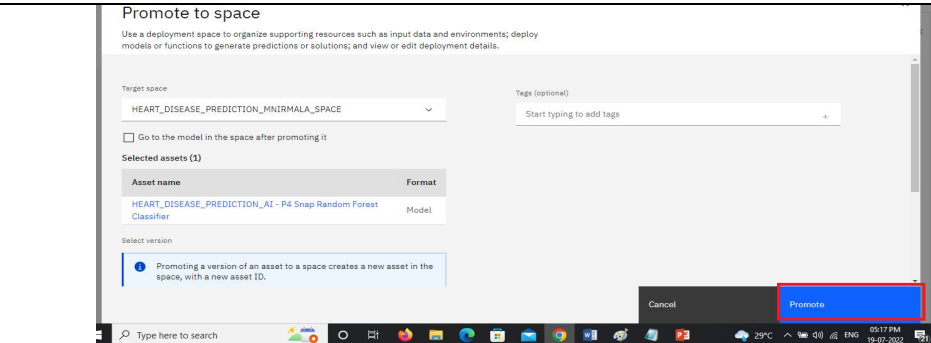 Promote to space
Use a deployment space to organize supporting resources such as input data and environments; deploy
models or functions to generate predictions or solutions; and view or edit deployment details.
Target space
HEART_DISEASE_PREDICTION_MNIRMALA_SPACE
Tags (optional)
Start typing to add tags
Go to the model in the space after promoting it
Selected assets (1)
Asset name Format
HEART_DISEASE_PREDICTION_AI - P4 Snap Random Forest
Classifier
Model
Select version
Promoting a version of an asset to a space creates a new asset in the
space, with a new asset ID.
Cancel Promote
Type here to search
29°C ENG 05:17 PM
19-07-2022
21